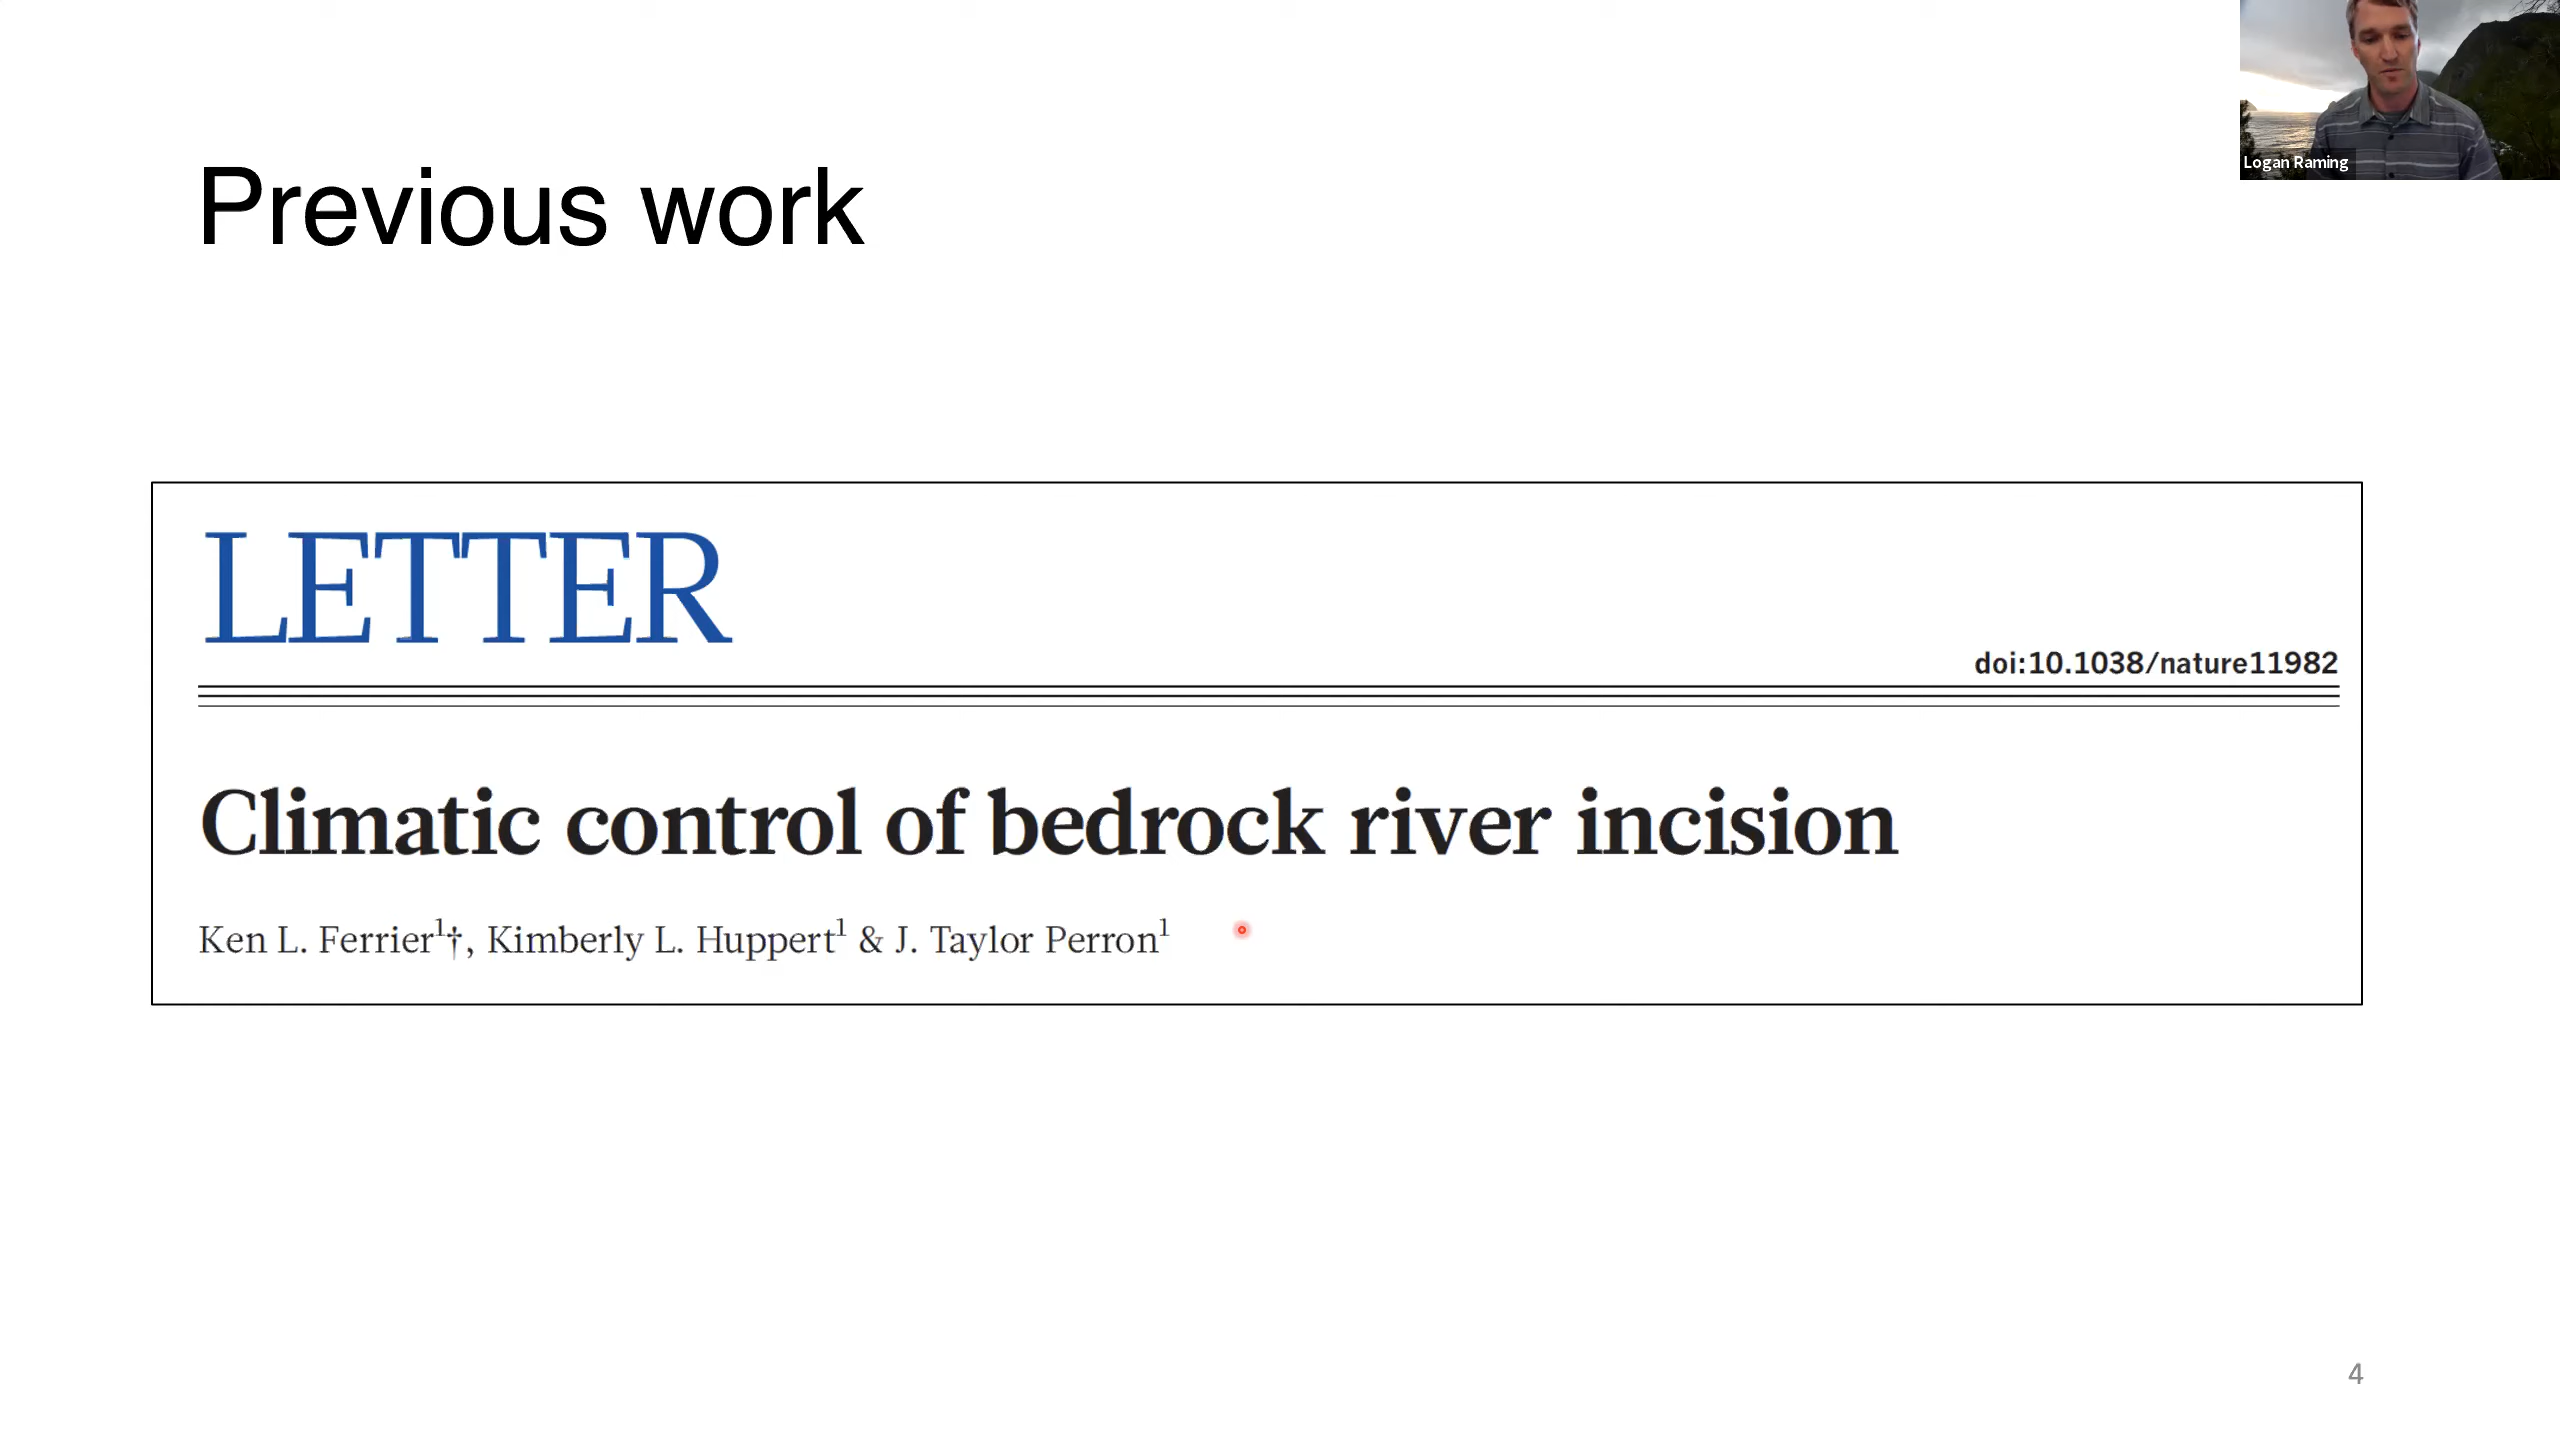 Previous work
Logan Raming
LETTER
doi:10.1038/nature11982
Climatic control of bedrock river incision
Ken L. Ferrier¹†, Kimberly L. Huppert¹ & J. Taylor Perron¹
4